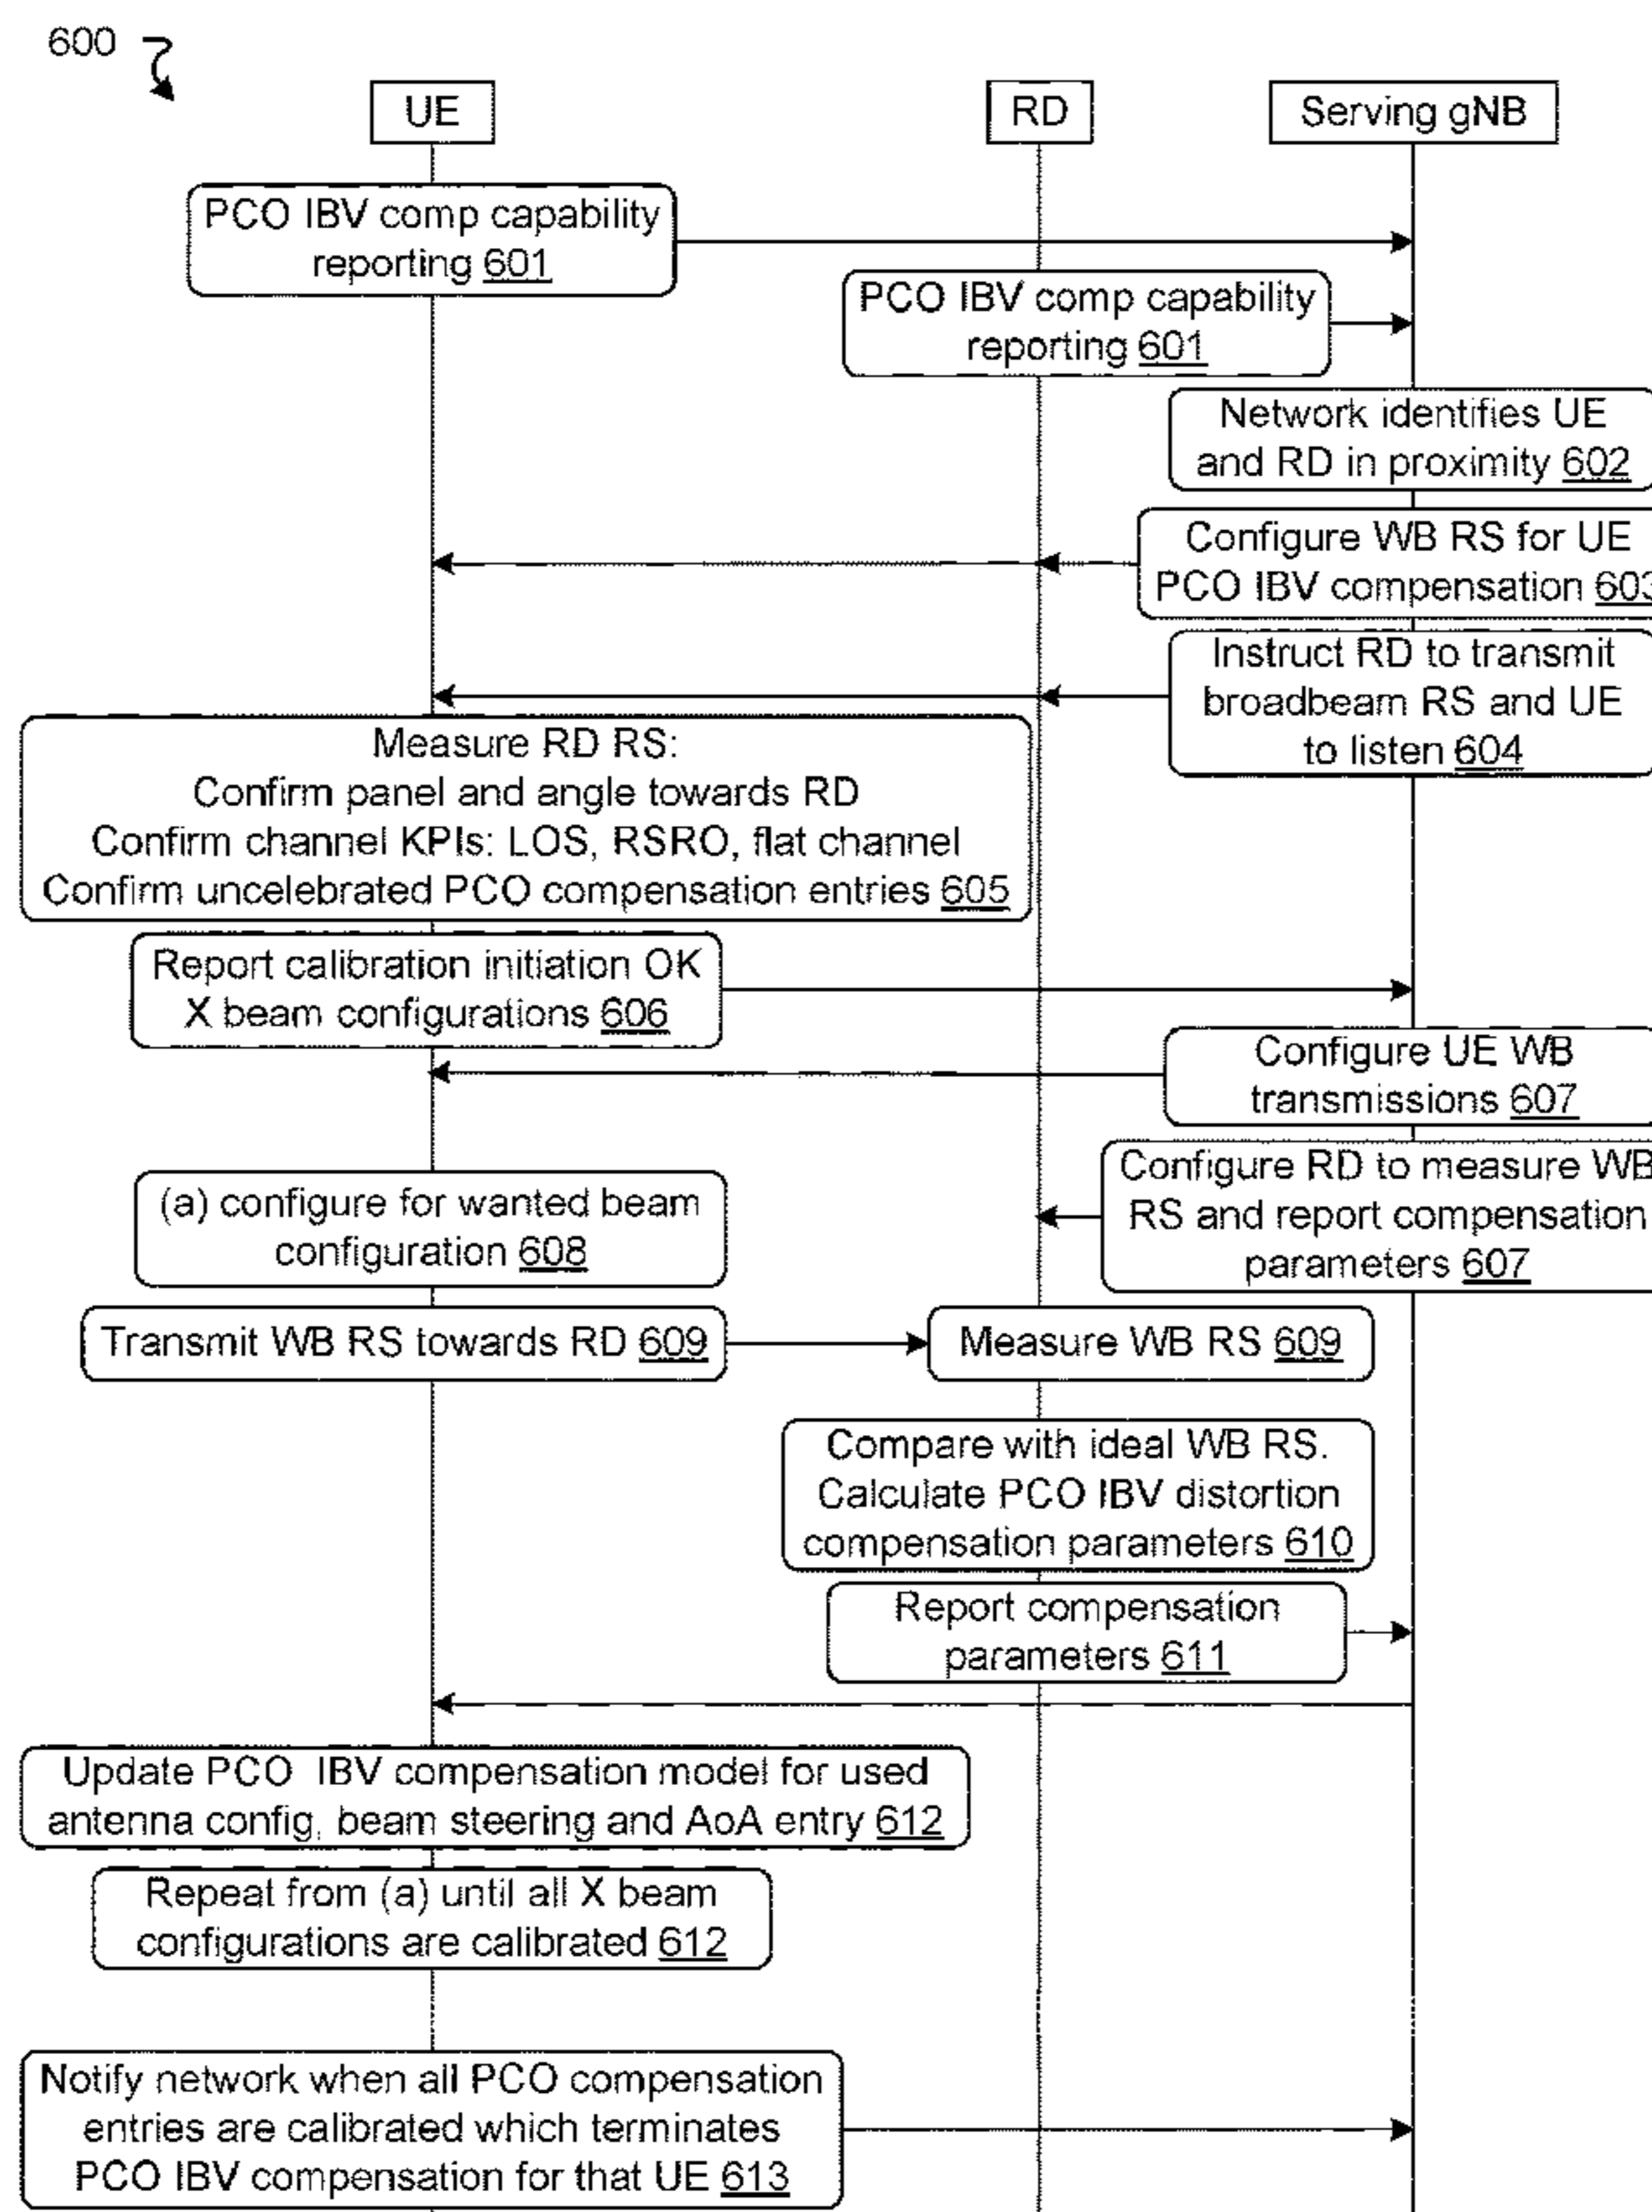 600
UE
RD
Serving gNB
PCO IBV comp capability
reporting 601
PCO IBV comp capability
reporting 601
Network identifies UE
and RD in proximity 602
Configure WB RS for UE
PCO IBV compensation 603
Instruct RD to transmit
broadbeam RS and UE
to listen 604
Measure RD RS:
Confirm panel and angle towards RD
Confirm channel KPIs: LOS, RSRO, flat channel
Confirm uncelebrated PCO compensation entries 605
Report calibration initiation OK
X beam configurations 606
Configure UE WB
transmissions 607
Configure RD to measure WB
RS and report compensation
parameters 607
(a) configure for wanted beam
configuration 608
Transmit WB RS towards RD 609
Measure WB RS 609
Compare with ideal WB RS.
Calculate PCO IBV distortion
compensation parameters 610
Report compensation
parameters 611
Update PCO IBV compensation model for used
antenna config, beam steering and AoA entry 612
Repeat from (a) until all X beam
configurations are calibrated 612
Notify network when all PCO compensation
entries are calibrated which terminates
PCO IBV compensation for that UE 613